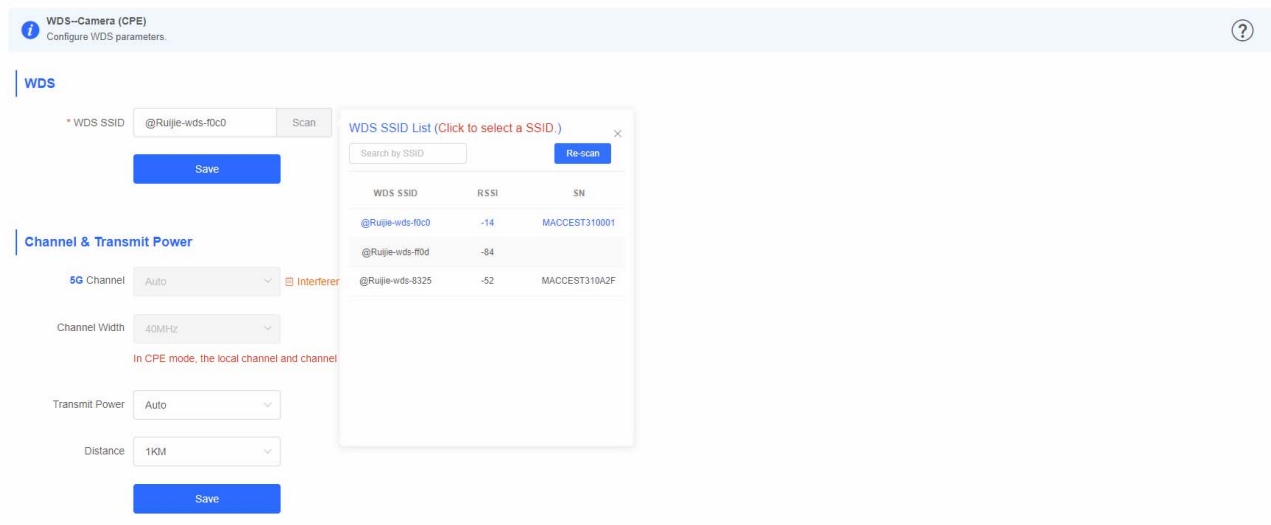 WDS--Camera (CPE)
Configure WDS parameters.
WDS
* WDS SSID @Ruijie-wds-f0c0 Scan
Save
WDS SSID List (Click to select a SSID.)
Search by SSID Re-scan
WDS SSID RSSI SN
@Ruijie-wds-f0c0 -14 MACCEST310001
@Ruijie-wds-ff0d -84
@Ruijie-wds-8325 -52 MACCEST310A2F
Channel & Transmit Power
5G Channel Auto Interferen
Channel Width 40MHz
In CPE mode, the local channel and channel
Transmit Power Auto
Distance 1KM
Save